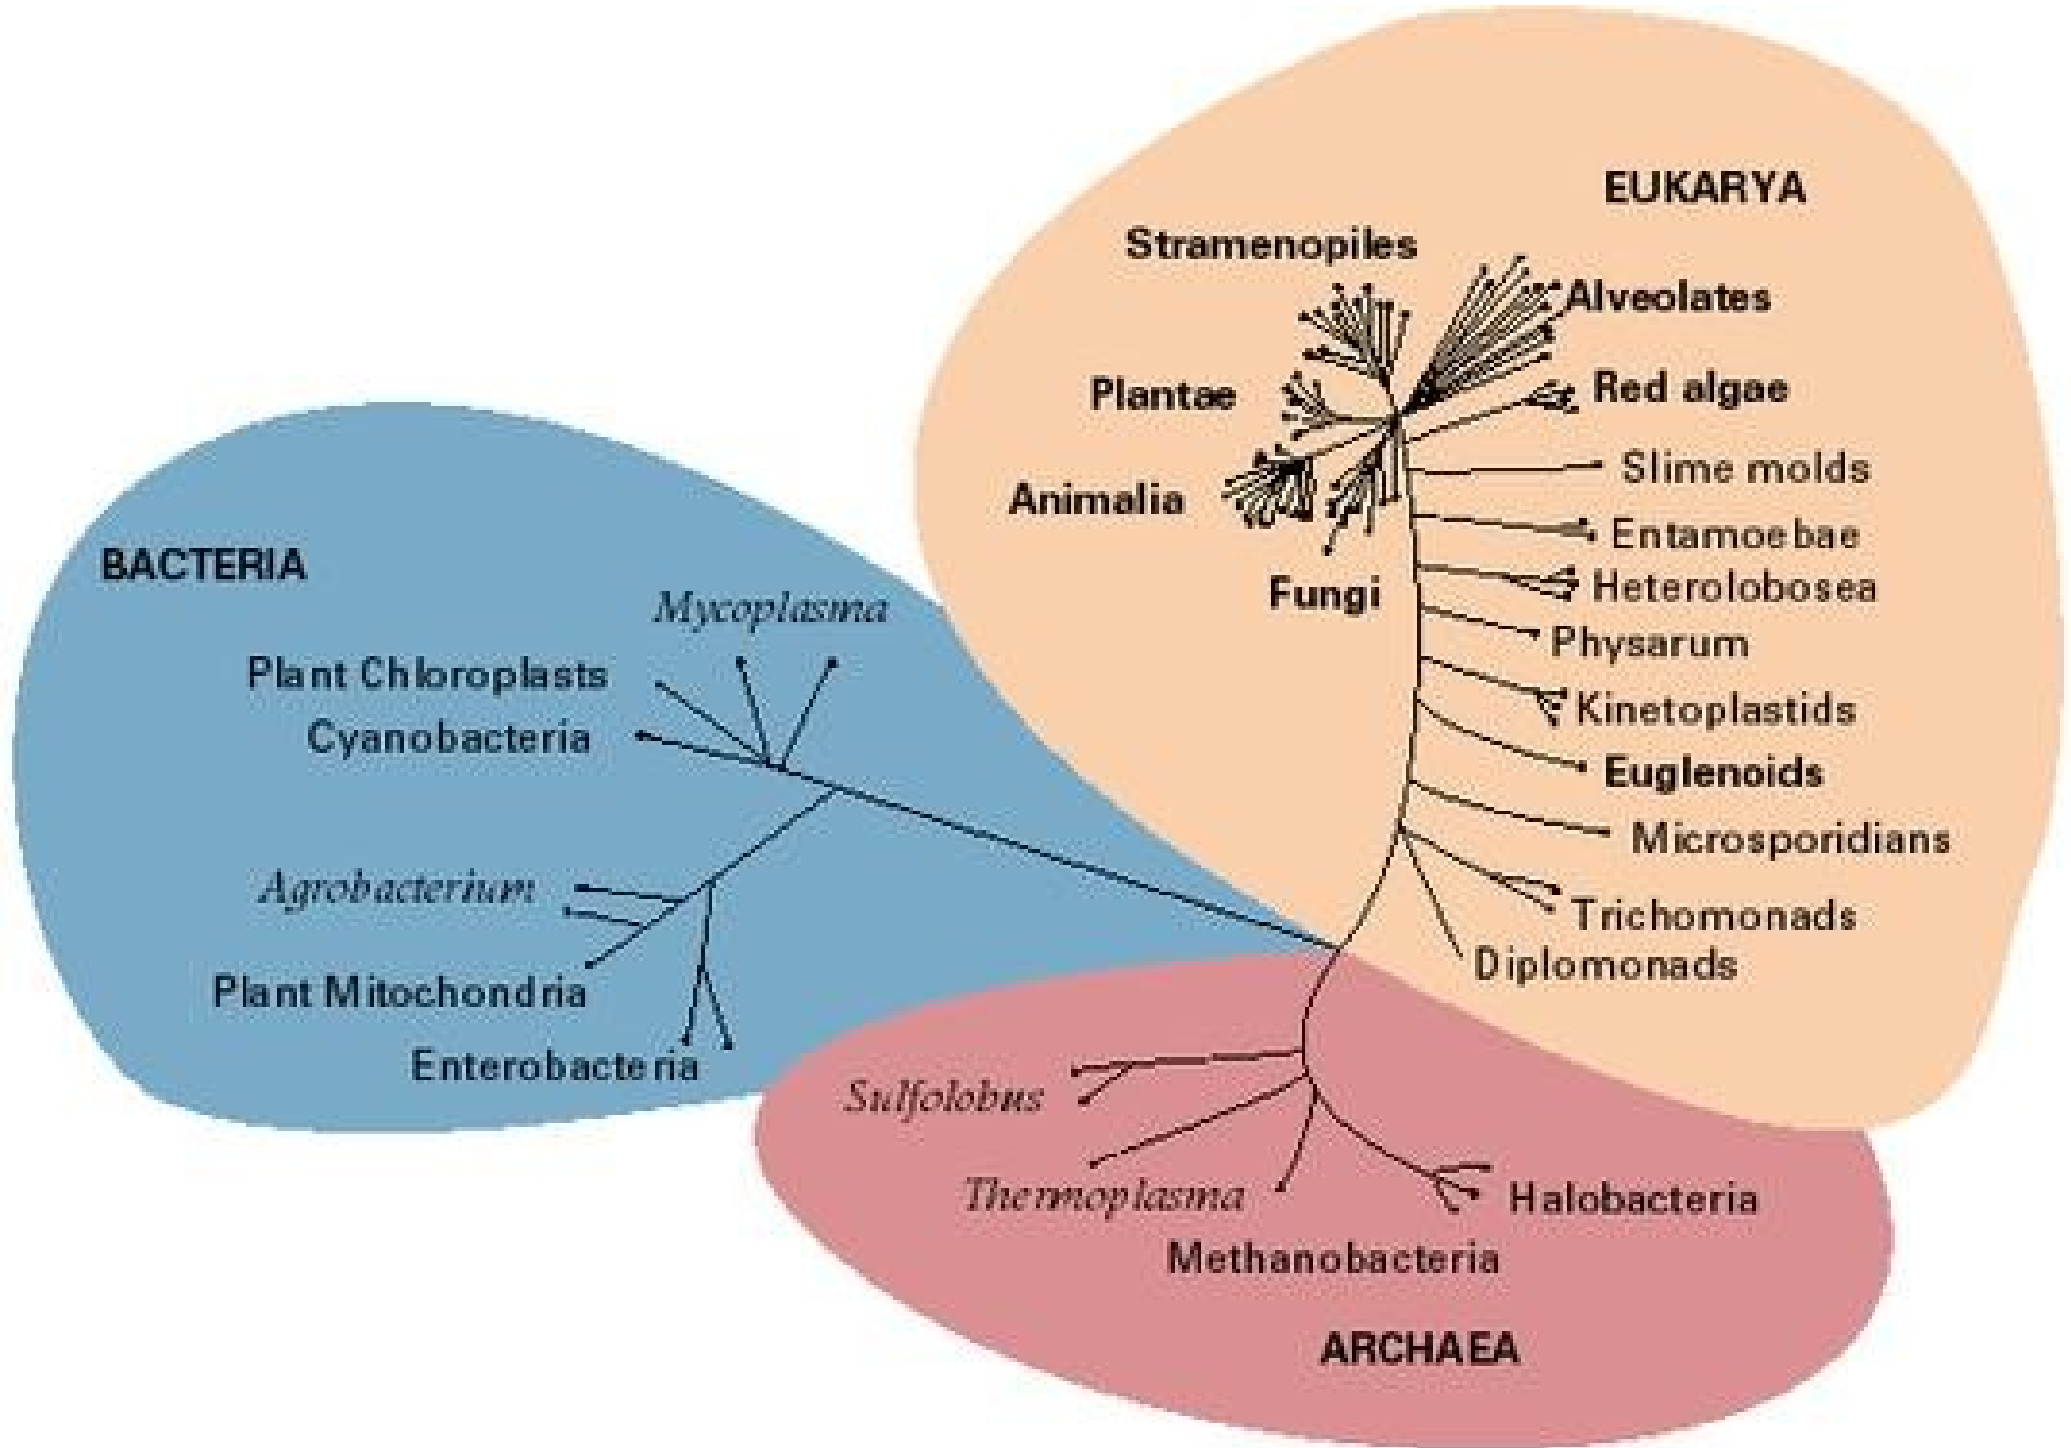 EUKARYA
Stramenopiles
Alveolates
Plantae
Red algae
Slime molds
Animalia
Entamoebae
Heterolobosea
Fungi
Physarum
Kinetoplastids
Euglenoids
Microsporidians
Trichomonads
Diplomonads
BACTERIA
Mycoplasma
Plant Chloroplasts
Cyanobacteria
Agrobacterium
Plant Mitochondria
Enterobacteria
Sulfolobus
Thermoplasma
Halobacteria
Methanobacteria
ARCHAEA